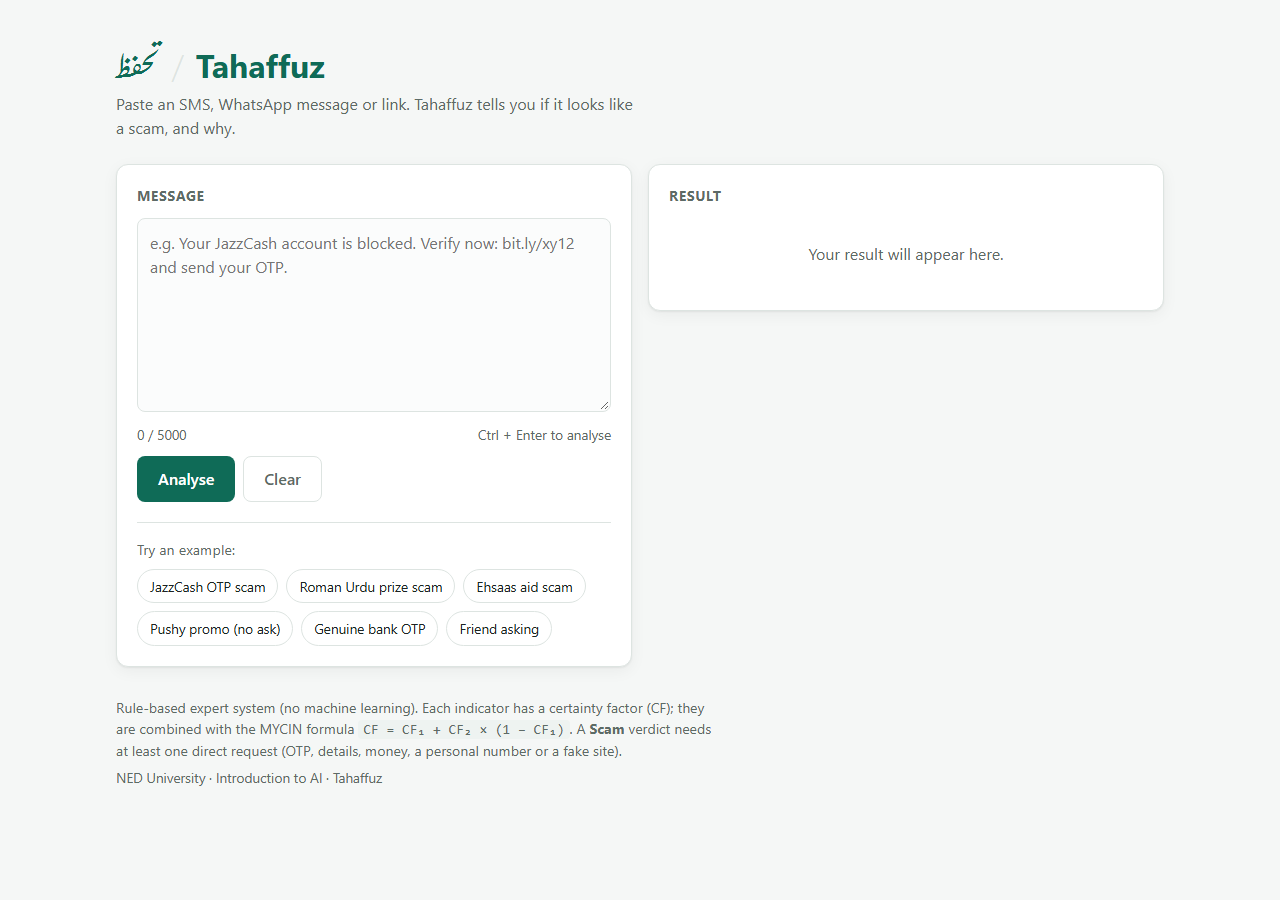 تحفظ / Tahaffuz
Paste an SMS, WhatsApp message or link. Tahaffuz tells you if it looks like
a scam, and why.
MESSAGE
e.g. Your JazzCash account is blocked. Verify now: bit.ly/xy12
and send your OTP.
0 / 5000
Ctrl + Enter to analyse
Analyse
Clear
Try an example:
JazzCash OTP scam
Roman Urdu prize scam
Ehsaas aid scam
Pushy promo (no ask)
Genuine bank OTP
Friend asking
RESULT
Your result will appear here.
Rule-based expert system (no machine learning). Each indicator has a certainty factor (CF); they
are combined with the MYCIN formula CF = CF₁ + CF₂ × (1 − CF₁). A Scam verdict needs
at least one direct request (OTP, details, money, a personal number or a fake site).
NED University · Introduction to AI · Tahaffuz